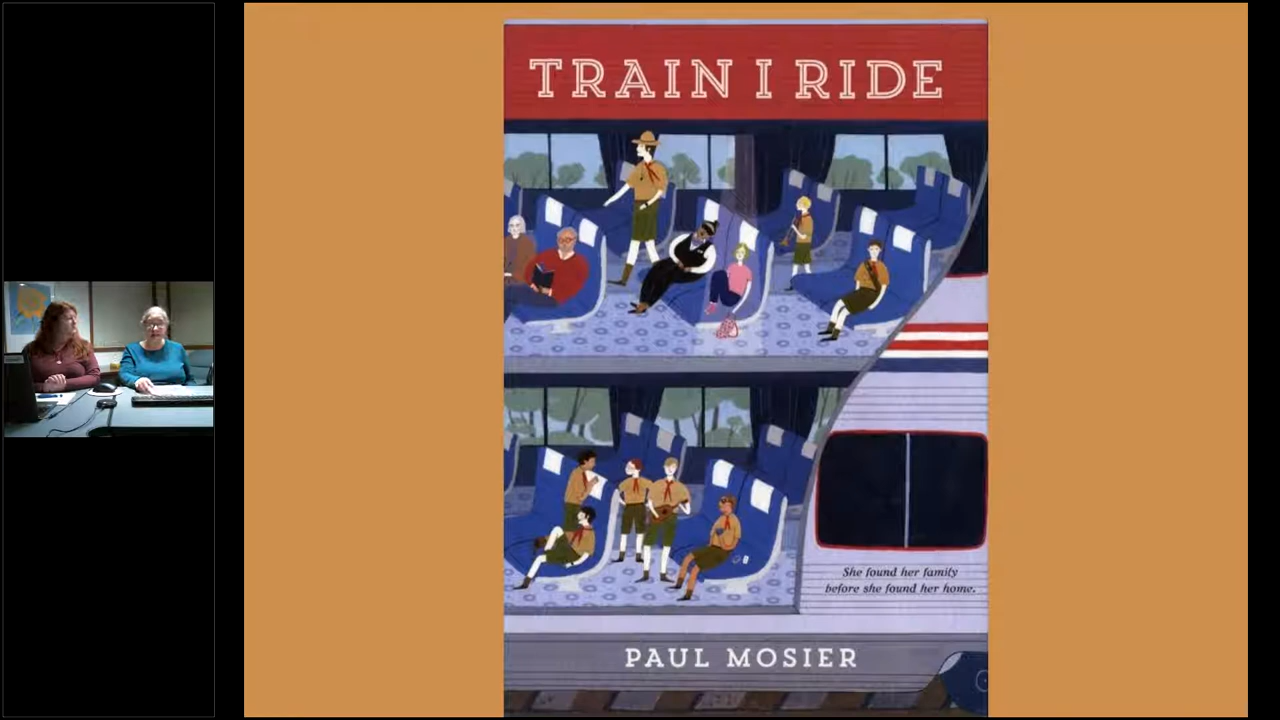 TRAIN I RIDE
She found her family
before she found her home.
PAUL MOSIER